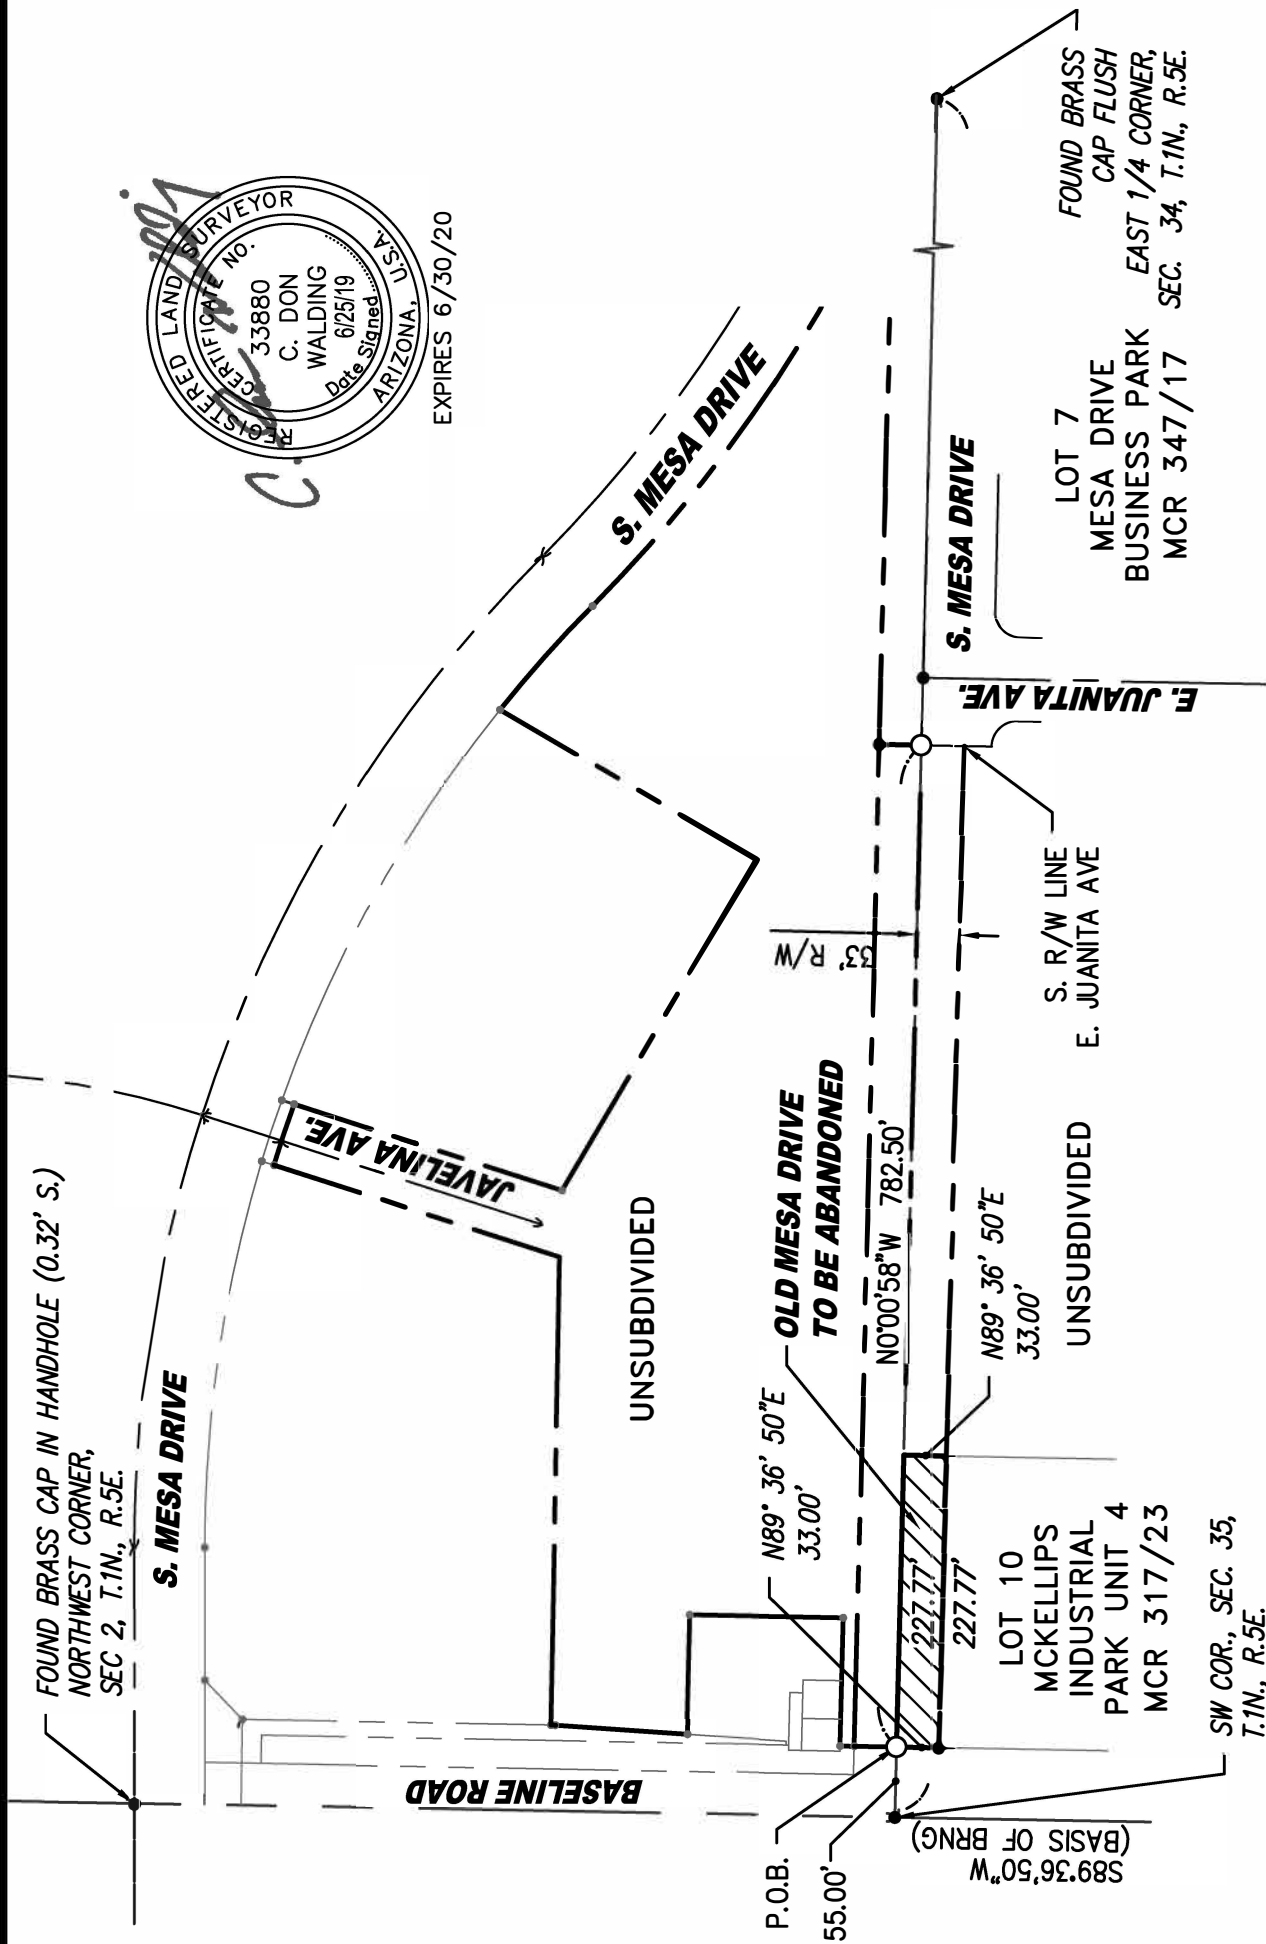 FOUND BRASS CAP IN HANDHOLE (0.32' S.)
NORTHWEST CORNER,
SEC 2, T.1N., R.5E.
S. MESA DRIVE
REGISTERED LAND SURVEYOR
CERTIFICATE NO.
33880
C. DON
WALDING
6/25/19
Date Signed
ARIZONA, U.S.A.
EXPIRES 6/30/20
S. MESA DRIVE
JAVELINA AVE.
UNSUBDIVIDED
BASELINE ROAD
OLD MESA DRIVE
TO BE ABANDONED
33' R/W
N0°00'58"W 782.50'
N89° 36' 50"E
33.00'
N89° 36' 50"E
33.00'
227.77'
227.77'
P.O.B.
55.00'
S89°36'50"W
(BASIS OF BRNG)
LOT 10
MCKELLIPS
INDUSTRIAL
PARK UNIT 4
MCR 317/23
SW COR., SEC. 35,
T.1N., R.5E.
UNSUBDIVIDED
S. R/W LINE
E. JUANITA AVE
E. JUANITA AVE.
S. MESA DRIVE
LOT 7
MESA DRIVE
BUSINESS PARK
MCR 347/17
FOUND BRASS
CAP FLUSH
EAST 1/4 CORNER,
SEC. 34, T.1N., R.5E.